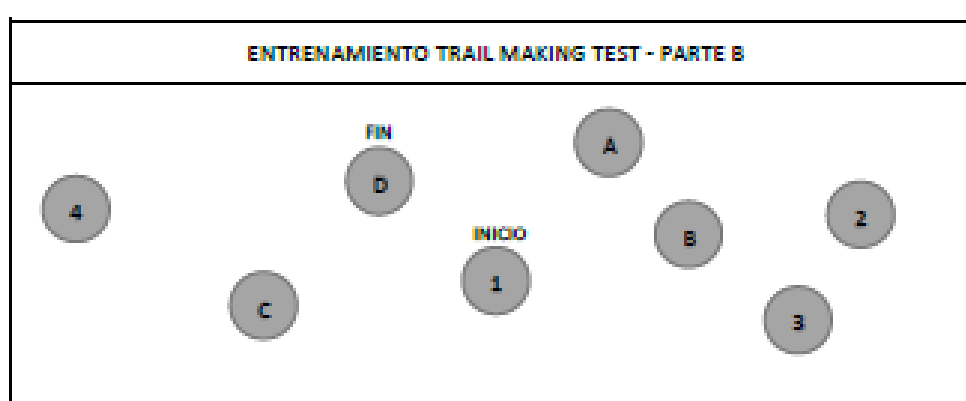 ENTRENAMIENTO TRAIL MAKING TEST - PARTE B
FIN
A
D
4
2
INICIO
B
1
C
3